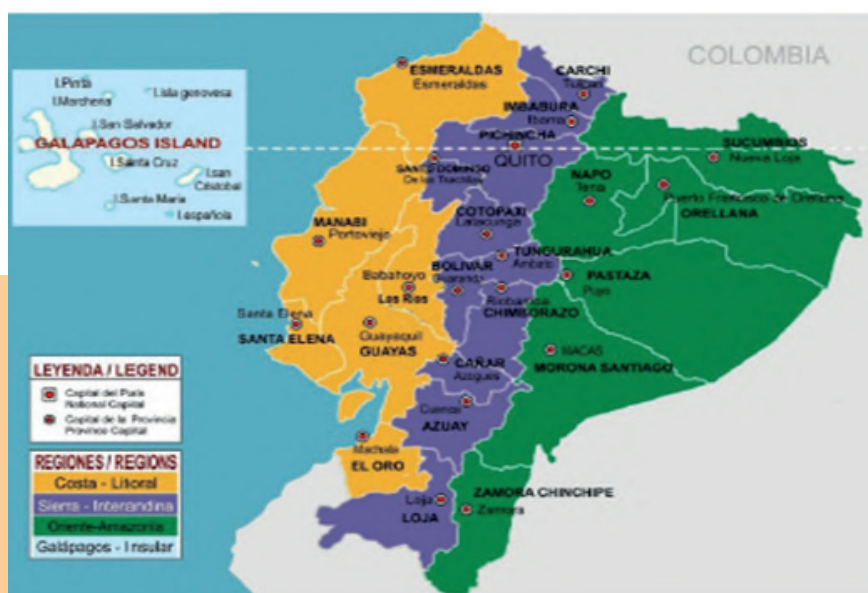 COLOMBIA
I.Pinta
I.Marchena
I.Isla genovesa
I.San Salvador
GALAPAGOS ISLAND
I.Santa Cruz
I.san
Cristobal
I.Santa María
I.española
ESMERALDAS
Esmeraldas
CARCHI
Tulcan
IMBABURA
Ibarra
PICHINCHA
QUITO
SANTO DOMINGO
De los Tsachilas
SUCUMBIOS
Nueva Loja
NAPO
Tena
Puerto Francisco de Orellana
ORELLANA
MANABI
Portoviejo
COTOPAXI
Latacunga
TUNGURAHUA
Ambato
BOLIVAR
Guaranda
PASTAZA
Puyo
Babahoyo
Los Rios
Riobamba
CHIMBORAZO
Santa Elena
SANTA ELENA
Guayaquil
GUAYAS
MACAS
MORONA SANTIAGO
CAÑAR
Azogues
Cuenca
AZUAY
Machala
EL ORO
Loja
LOJA
ZAMORA CHINCHIPE
Zamora
LEYENDA / LEGEND
Capital del País
National Capital
Capital de la Provincia
Province Capital
REGIONES / REGIONS
Costa - Litoral
Sierra - Interandina
Oriente-Amazonía
Galápagos - Insular